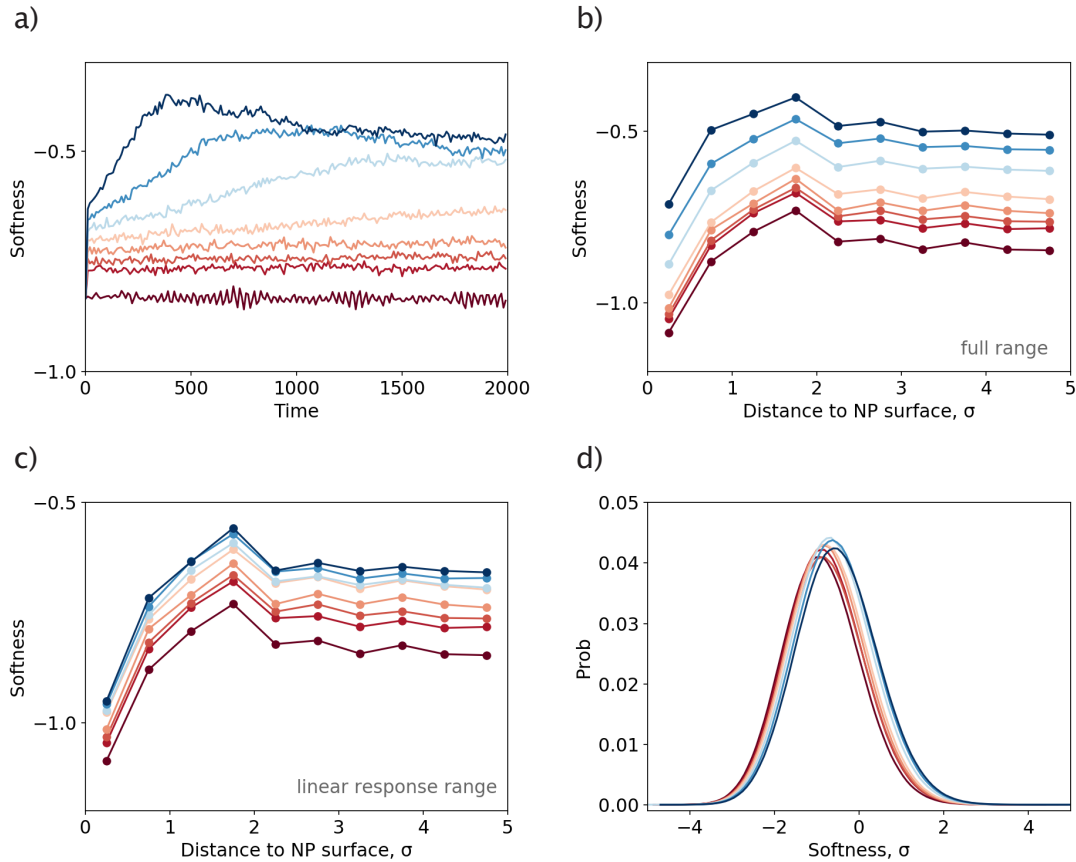 a)
Softness
−0.5
−1.0
0 500 1000 1500 2000
Time
b)
Softness
−0.5
−1.0
full range
0 1 2 3 4 5
Distance to NP surface, σ
c)
Softness
−0.5
−1.0
linear response range
0 1 2 3 4 5
Distance to NP surface, σ
d)
Prob
0.05
0.04
0.03
0.02
0.01
0.00
−4 −2 0 2 4
Softness, σ